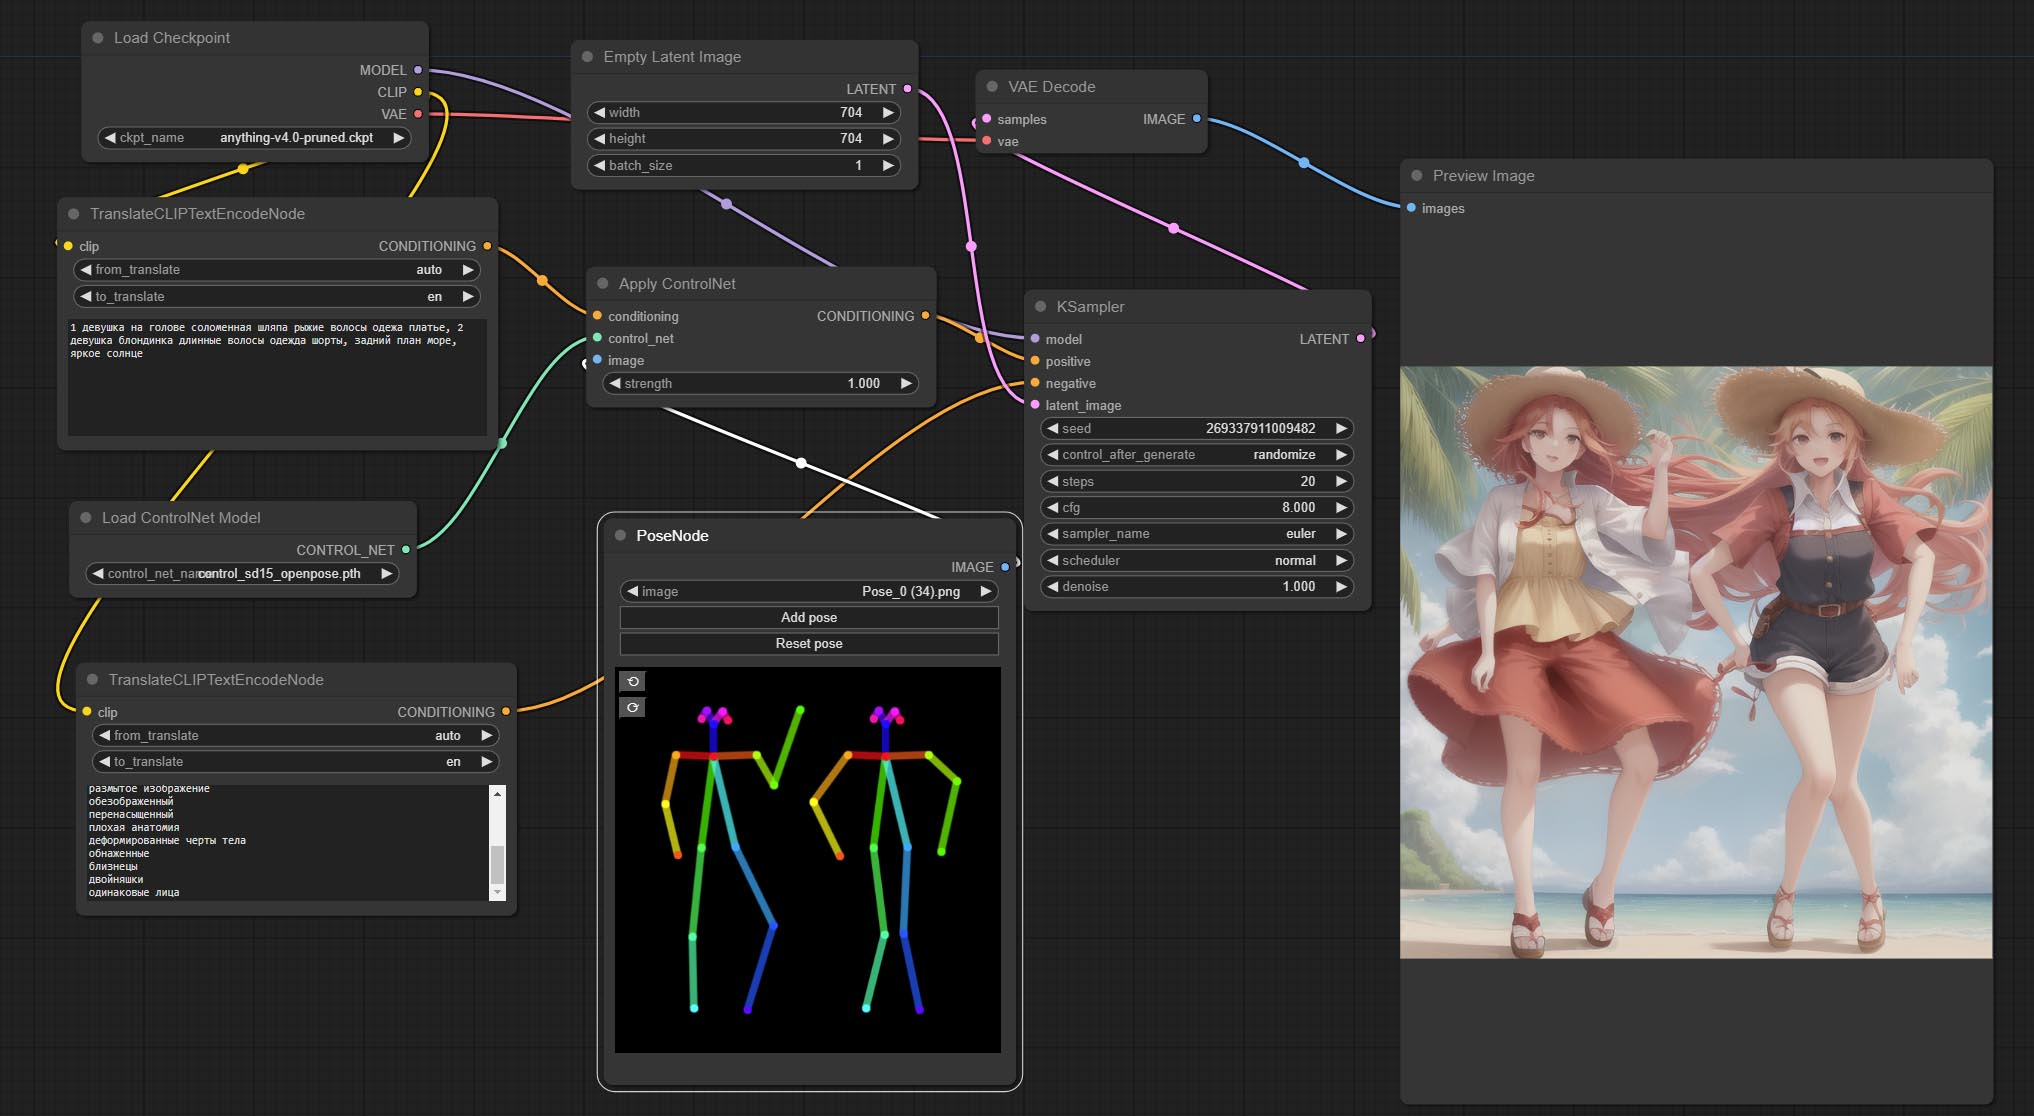 Load Checkpoint
MODEL
CLIP
VAE
ckpt_name anything-v4.0-pruned.ckpt
TranslateCLIPTextEncodeNode
clip CONDITIONING
from_translate auto
to_translate en
1 девушка на голове соломенная шляпа рыжие волосы одежа платье, 2
девушка блондинка длинные волосы одежда шорты, задний план море,
яркое солнце
Load ControlNet Model
CONTROL_NET
control_net_na control_sd15_openpose.pth
TranslateCLIPTextEncodeNode
clip CONDITIONING
from_translate auto
to_translate en
размытое изображение
обезображенный
перенасыщенный
плохая анатомия
деформированные черты тела
обнаженные
близнецы
двойняшки
одинаковые лица
Empty Latent Image
LATENT
width 704
height 704
batch_size 1
Apply ControlNet
conditioning CONDITIONING
control_net
image
strength 1.000
PoseNode
IMAGE
image Pose_0 (34).png
Add pose
Reset pose
VAE Decode
samples IMAGE
vae
KSampler
model LATENT
positive
negative
latent_image
seed 269337911009482
control_after_generate randomize
steps 20
cfg 8.000
sampler_name euler
scheduler normal
denoise 1.000
Preview Image
images